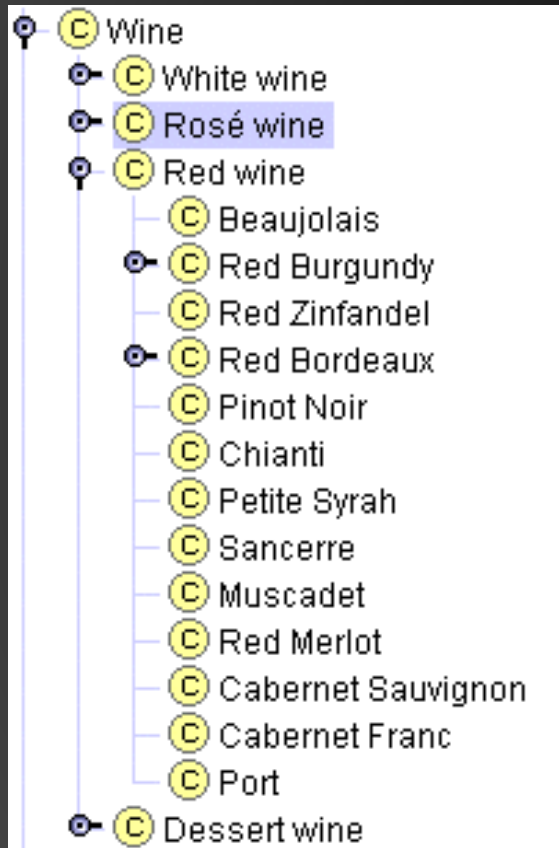 C Wine
C White wine
C Rosé wine
C Red wine
C Beaujolais
C Red Burgundy
C Red Zinfandel
C Red Bordeaux
C Pinot Noir
C Chianti
C Petite Syrah
C Sancerre
C Muscadet
C Red Merlot
C Cabernet Sauvignon
C Cabernet Franc
C Port
C Dessert wine